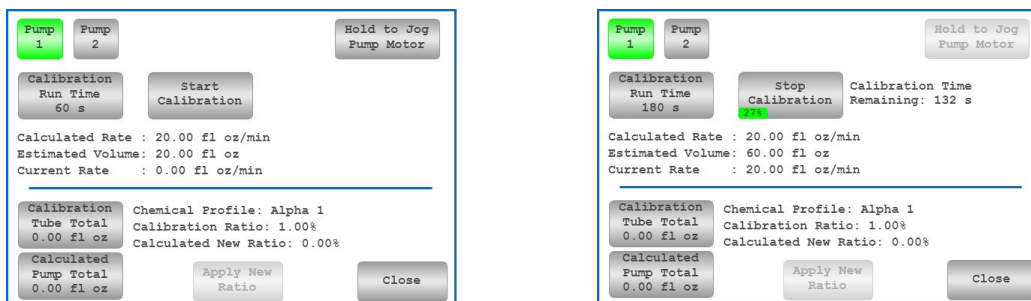 Pump
1
Pump
2
Hold to Jog
Pump Motor
Calibration
Run Time
60 s
Start
Calibration
Calculated Rate : 20.00 fl oz/min
Estimated Volume: 20.00 fl oz
Current Rate : 0.00 fl oz/min
Calibration
Tube Total
0.00 fl oz
Chemical Profile: Alpha 1
Calibration Ratio: 1.00%
Calculated New Ratio: 0.00%
Calculated
Pump Total
0.00 fl oz
Apply New
Ratio
Close
Pump
1
Pump
2
Hold to Jog
Pump Motor
Calibration
Run Time
180 s
Stop
Calibration
27%
Calibration Time
Remaining: 132 s
Calculated Rate : 20.00 fl oz/min
Estimated Volume: 60.00 fl oz
Current Rate : 20.00 fl oz/min
Calibration
Tube Total
0.00 fl oz
Chemical Profile: Alpha 1
Calibration Ratio: 1.00%
Calculated New Ratio: 0.00%
Calculated
Pump Total
0.00 fl oz
Apply New
Ratio
Close